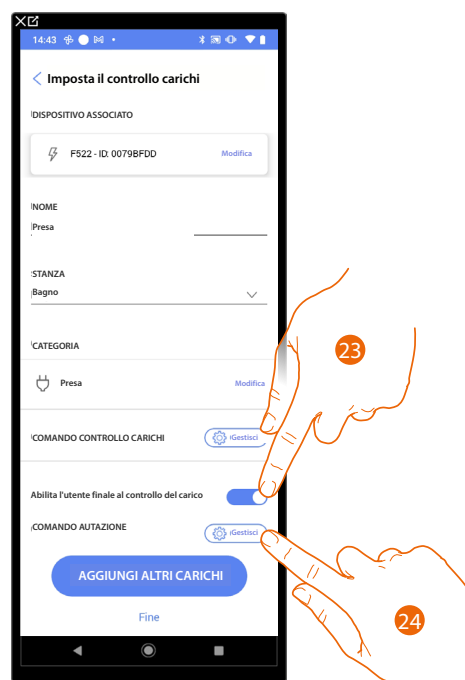 14:43
Imposta il controllo carichi
DISPOSITIVO ASSOCIATO
F522 - ID: 0079BFDD Modifica
NOME
Presa
STANZA
Bagno
CATEGORIA
Presa Modifica
COMANDO CONTROLLO CARICHI Gestisci
Abilita l'utente finale al controllo del carico
COMANDO AUTAZIONE Gestisci
AGGIUNGI ALTRI CARICHI
Fine
23
24